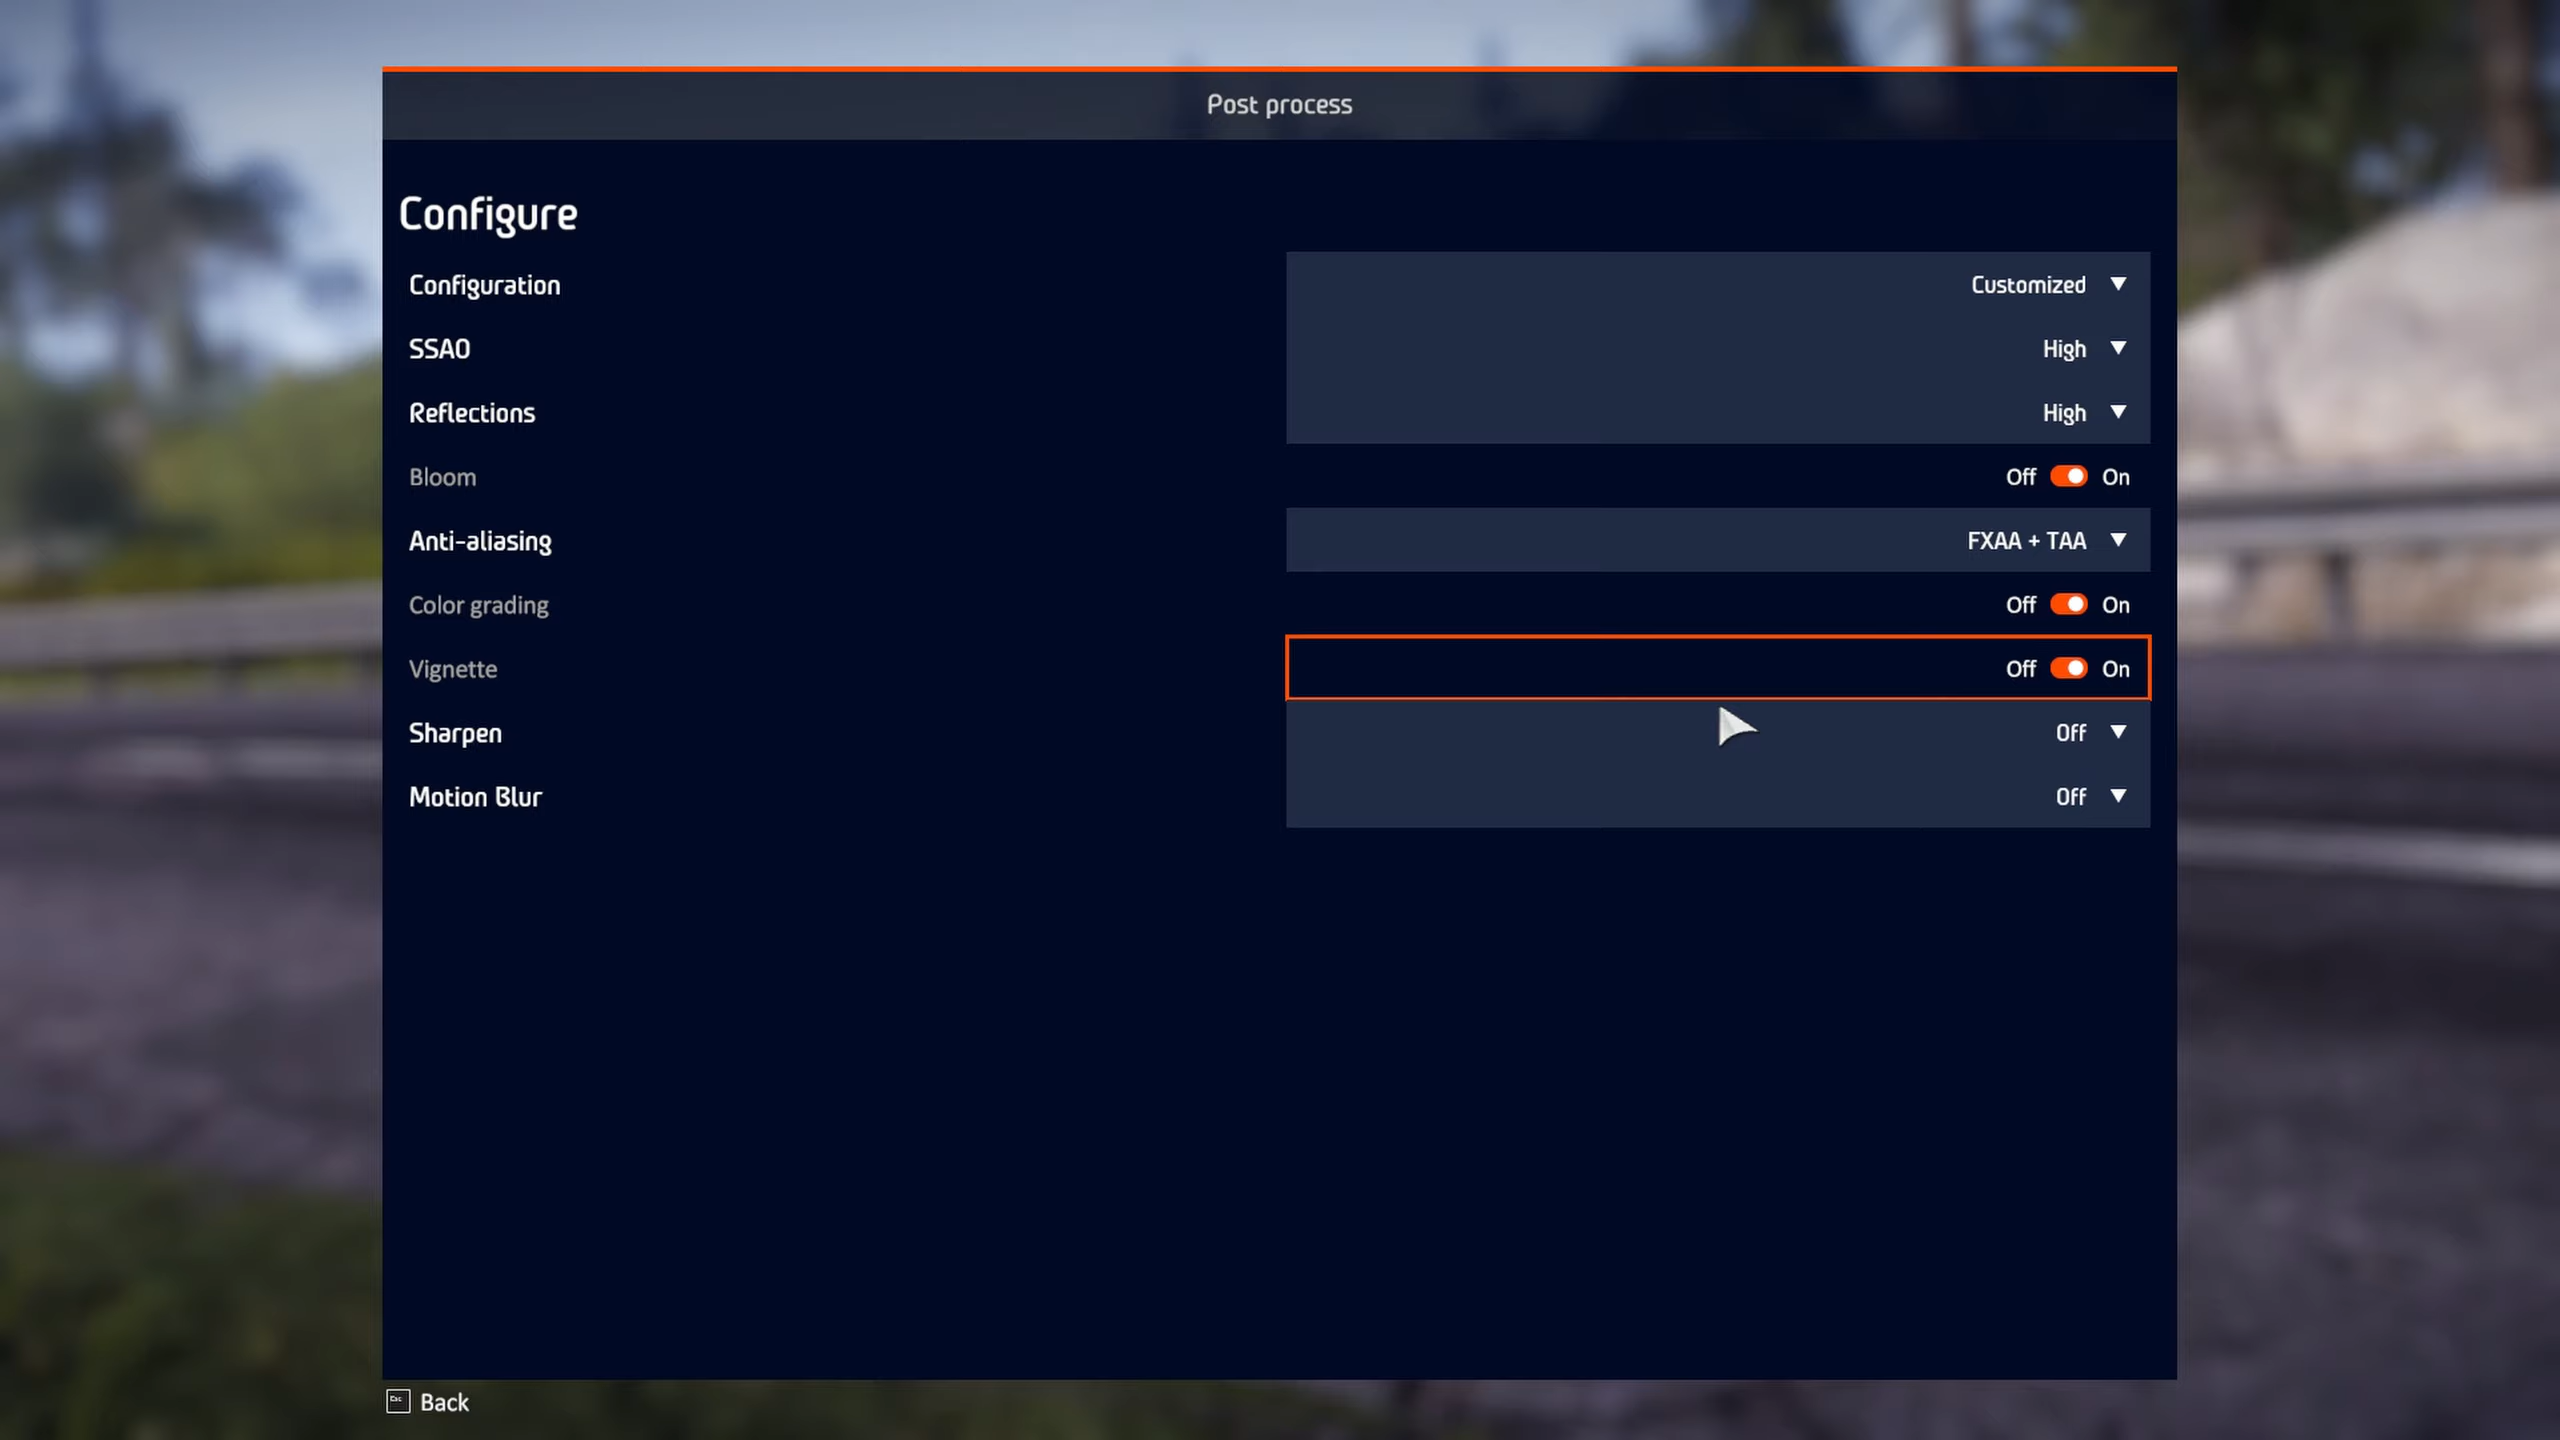 Post process
Configure
Configuration Customized
SSAO High
Reflections High
Bloom Off On
Anti-aliasing FXAA + TAA
Color grading Off On
Vignette Off On
Sharpen Off
Motion Blur Off
Esc Back